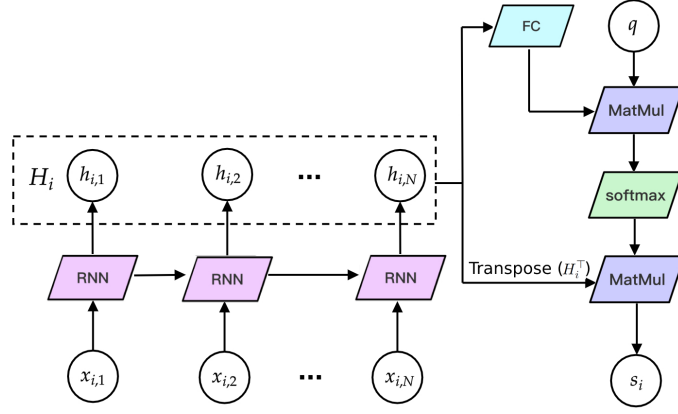 FC
q
MatMul
H_i
h_{i,1}
h_{i,2}
...
h_{i,N}
softmax
RNN
RNN
RNN
Transpose (H_i^⊤)
MatMul
x_{i,1}
x_{i,2}
...
x_{i,N}
s_i